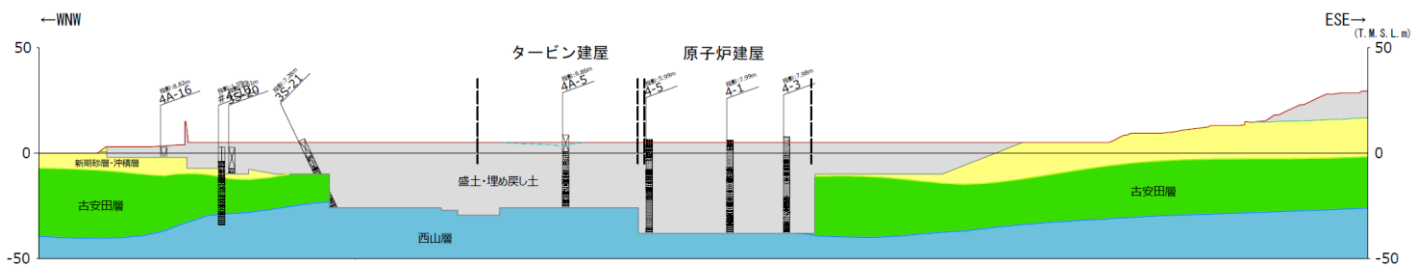 ←WNW
ESE→
(T.M.S.L.m)
50
50
タービン建屋
原子炉建屋
4A-16
3S-20
3S-21
4A-5
4-5
4-1
4-3
0
0
新期砂層・沖積層
盛土・埋め戻し土
古安田層
古安田層
西山層
-50
-50